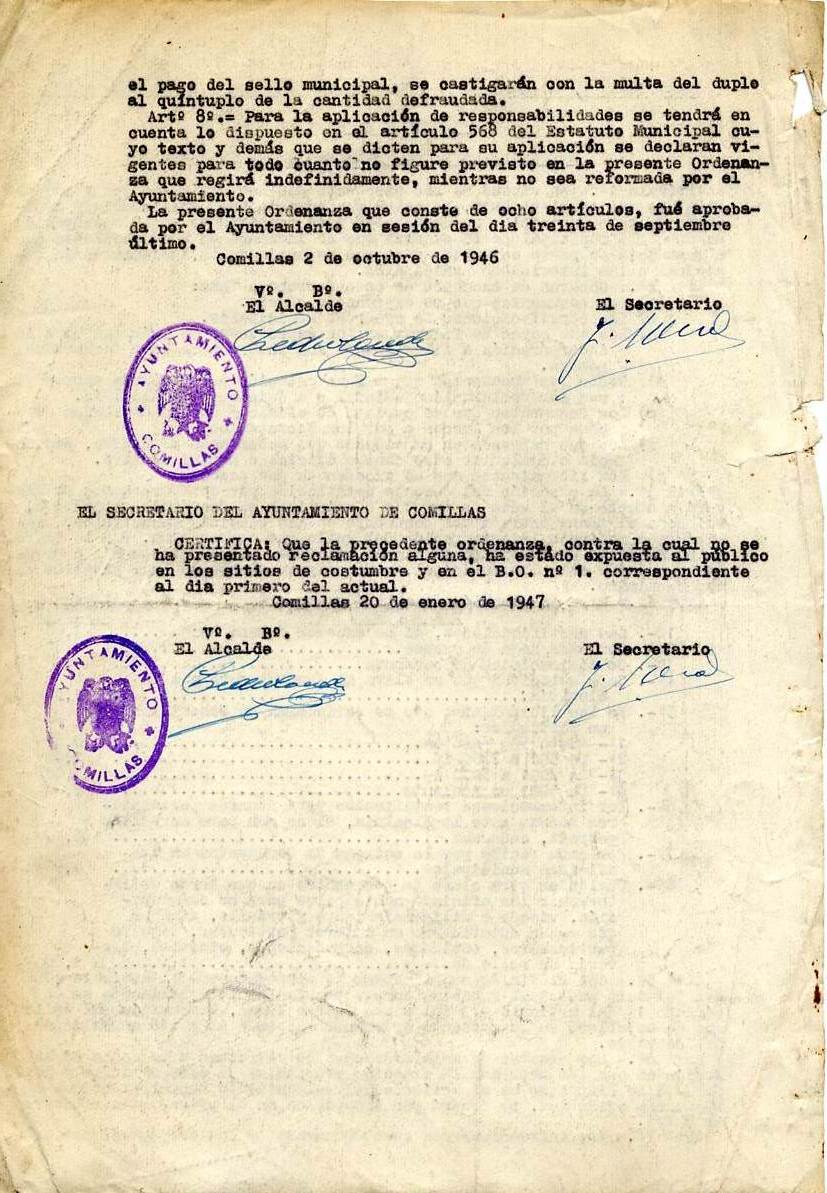 el pago del sello municipal, se castigarán con la multa del duplo
al quintuplo de la cantidad defraudada.
Artº 8º.= Para la aplicación de responsabilidades se tendrá en
cuenta lo dispuesto en el artículo 568 del Estatuto Municipal cu-
yo texto y demás que se dicten para su aplicación se declaran vi-
gentes para todo cuanto no figure previsto en la presente Ordenan-
za que regirá indefinidamente, mientras no sea reformada por el
Ayuntamiento.
La presente Ordenanza que conste de ocho artículos, fué aproba-
da por el Ayuntamiento en sesión del dia treinta de septiembre
último.
Comillas 2 de octubre de 1946
Vº. Bº.
El Alcalde
El Secretario
AYUNTAMIENTO
COMILLAS
EL SECRETARIO DEL AYUNTAMIENTO DE COMILLAS
CERTIFICA: Que la precedente ordenanza, contra la cual no se
ha presentado reclamación alguna, ha estado expuesta al público
en los sitios de costumbre y en el B.O. nº 1. correspondiente
al dia primero del actual.
Comillas 20 de enero de 1947
Vº. Bº.
El Alcalde
El Secretario
AYUNTAMIENTO
COMILLAS